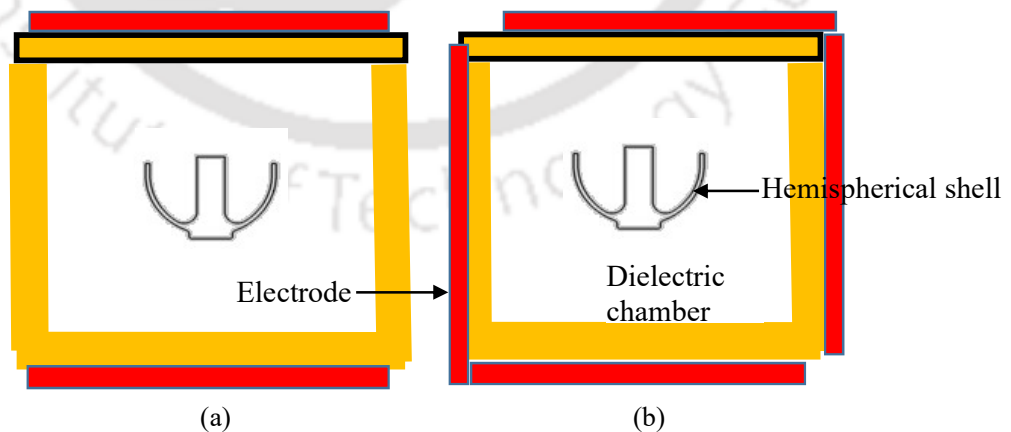 Hemispherical shell
Electrode
Dielectric
chamber
(a)
(b)